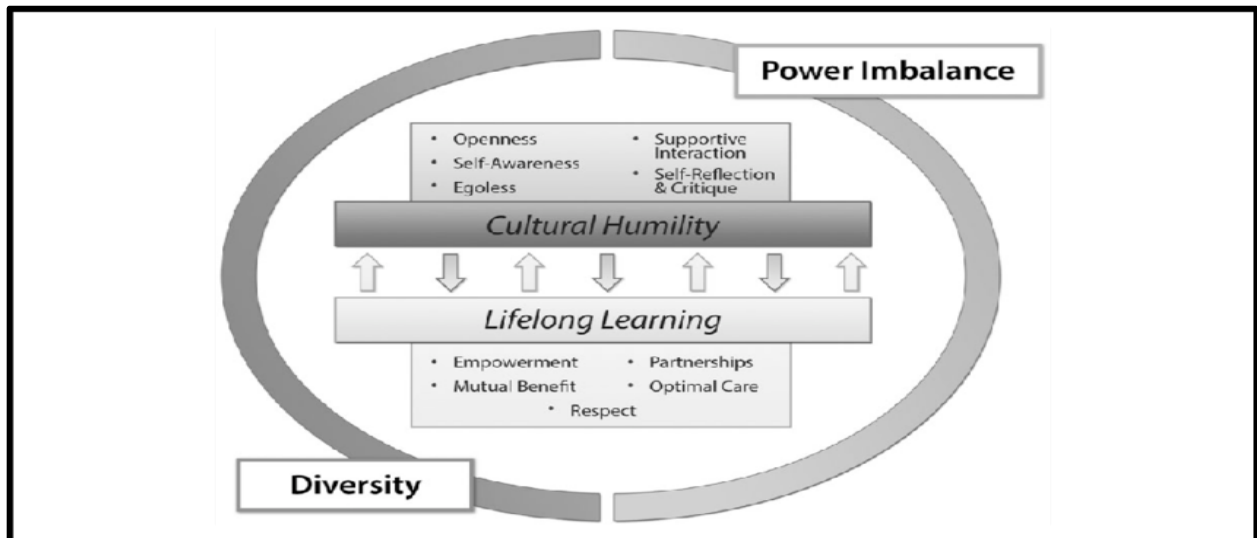 Power Imbalance
• Openness
• Self-Awareness
• Egoless
• Supportive
Interaction
• Self-Reflection
& Critique
Cultural Humility
Lifelong Learning
• Empowerment
• Mutual Benefit
• Partnerships
• Optimal Care
• Respect
Diversity